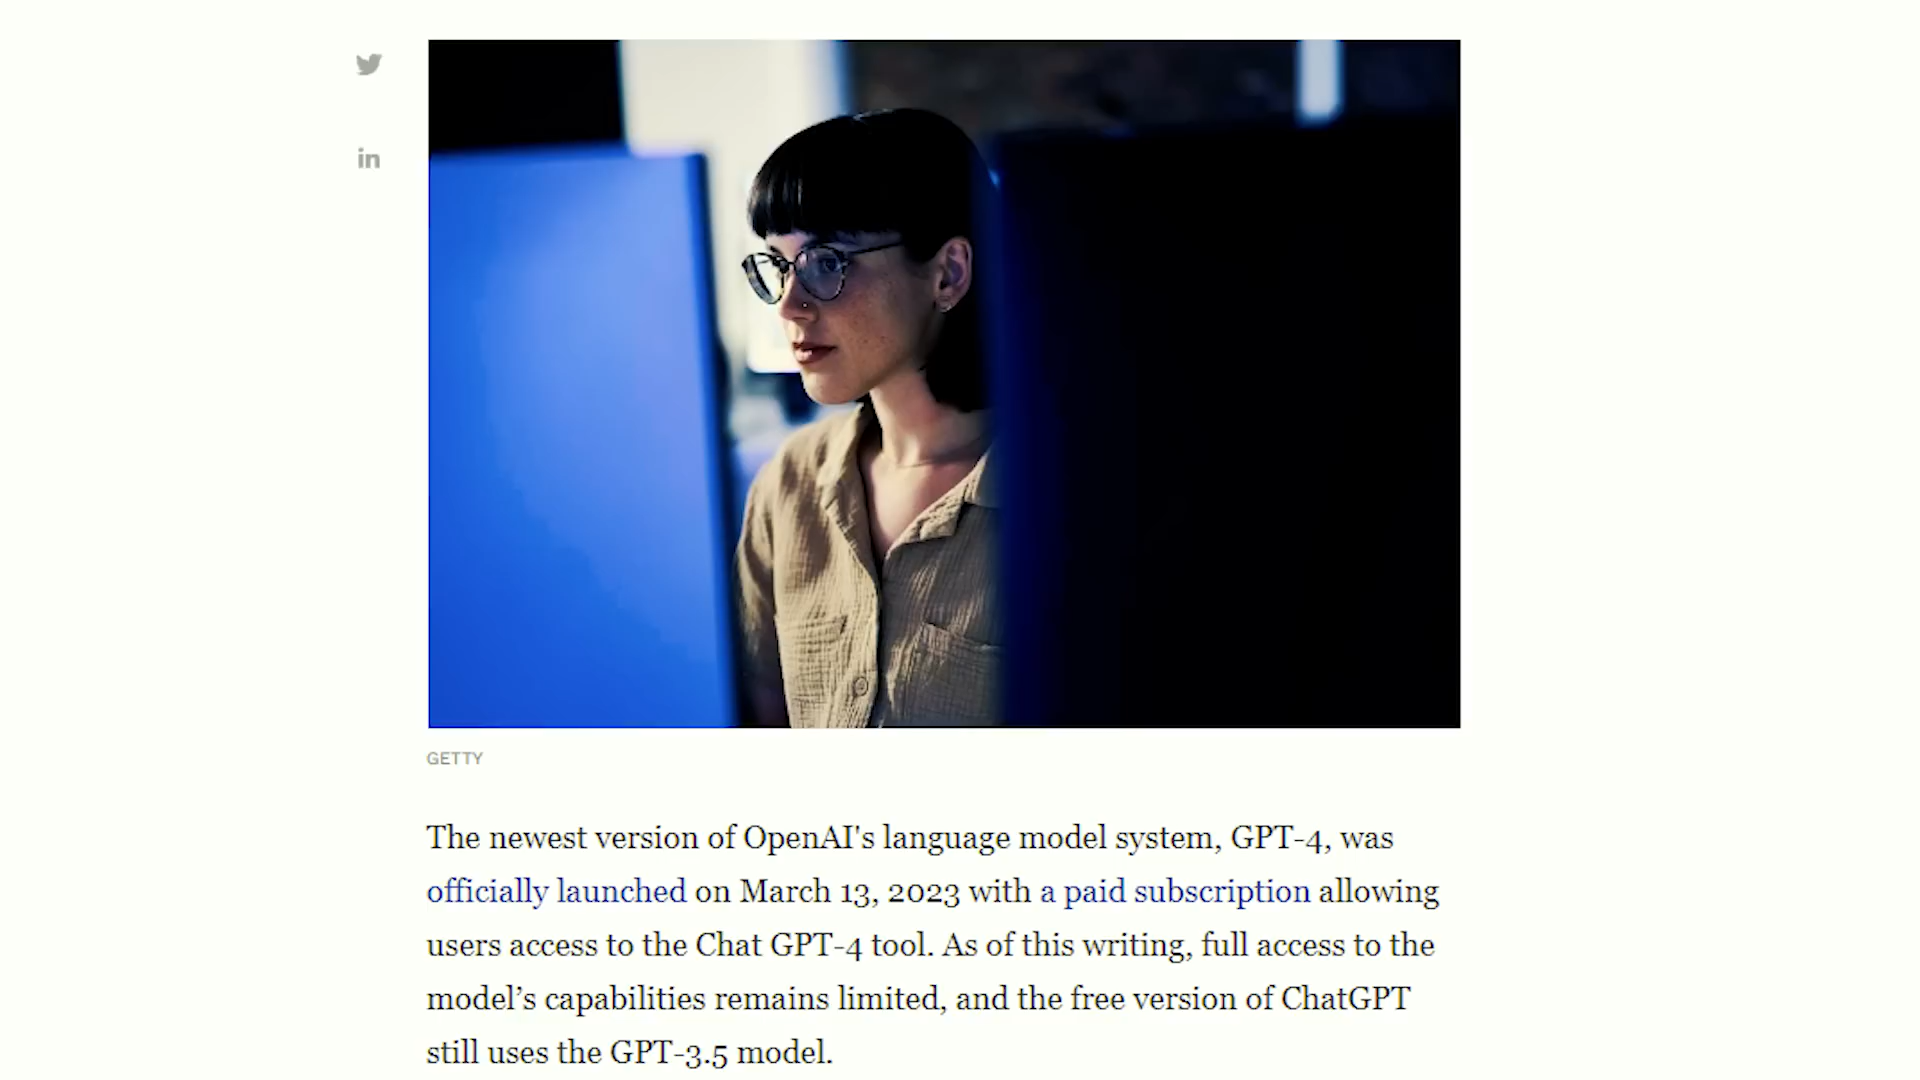 in
GETTY
The newest version of OpenAI's language model system, GPT-4, was
officially launched on March 13, 2023 with a paid subscription allowing
users access to the Chat GPT-4 tool. As of this writing, full access to the
model’s capabilities remains limited, and the free version of ChatGPT
still uses the GPT-3.5 model.